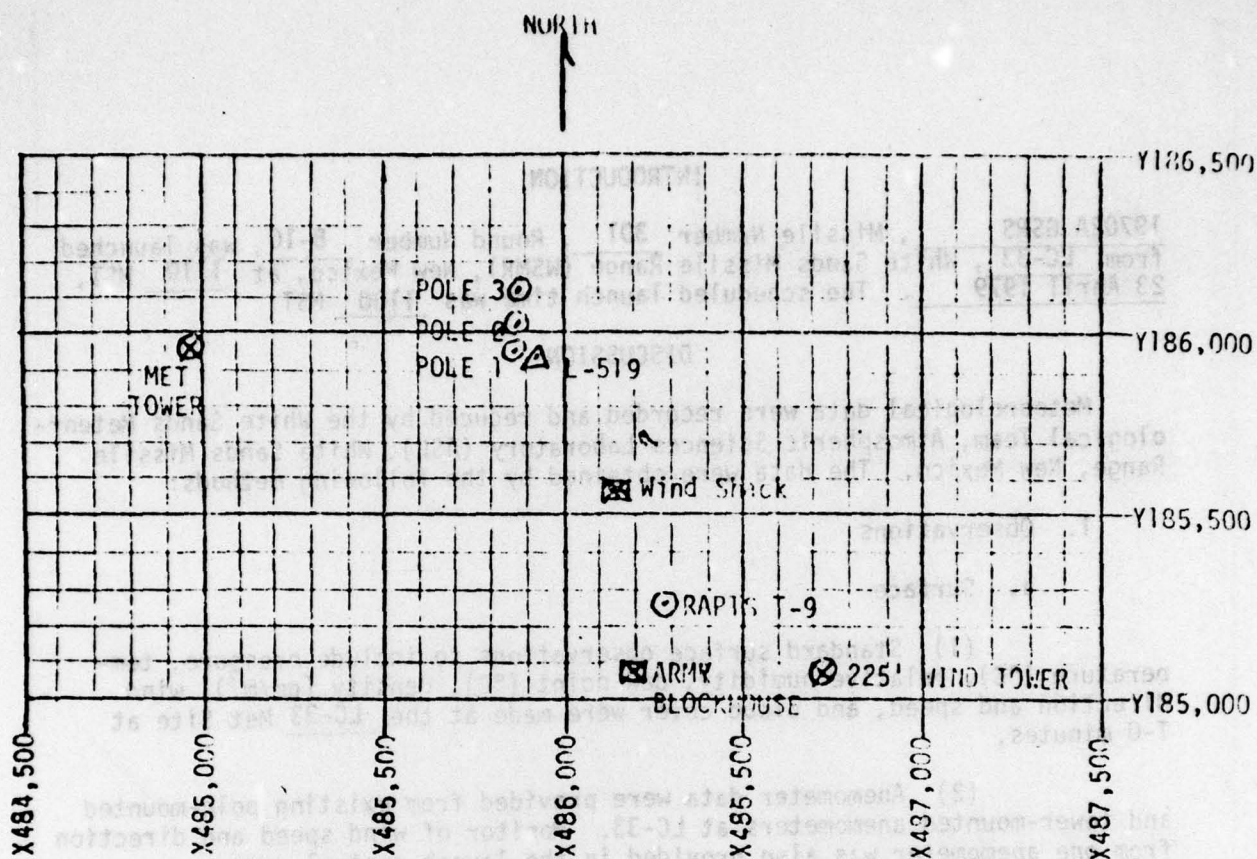 NORTH
Y186,500
POLE 3
POLE 2
Y186,000
POLE 1
L-519
MET
TOWER
Wind Shack
Y185,500
RAPTS T-9
ARMY
BLOCKHOUSE
225' WIND TOWER
Y185,000
X484,500
X485,000
X485,500
X486,000
X485,500
X487,000
X487,500
INTRODUCTION
19702A GSRS, Missile Number 301, Round Number B-10, was launched
from LC-33, White Sands Missile Range (WSMR), New Mexico, at MST,
23 April 1979. The scheduled launch time was MST
DISCUSSION
Meteorological data were recorded and reduced by the White Sands Meteor-
ological Team, Atmospheric Sciences Laboratory (ASL), White Sands Missile
Range, New Mexico. The data were obtained by the following methods:
1. Observations
Surface
(1) Standard surface observations to include pressure, tem-
perature (°C), relative humidity, dew point (°C), density (gm/m³), wind
direction and speed, and cloud cover were made at the LC-33 Met Site at
T-0 minutes.
(2) Anemometer data were provided from existing pole-mounted
and tower-mounted anemometers at LC-33. Monitor of wind speed and direction
from one anemometer was also provided in the launch